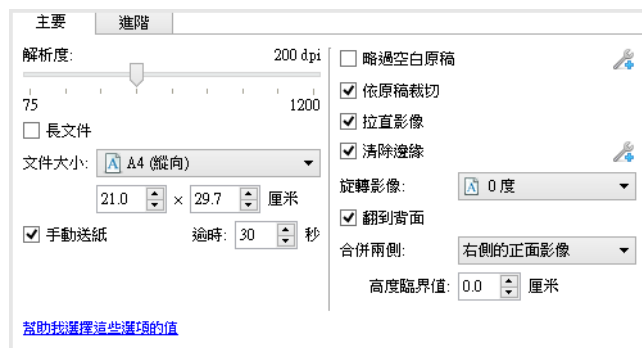 主要
進階
解析度:
200 dpi
75
1200
長文件
文件大小:
A4 (縱向)
21.0 × 29.7 厘米
手動送紙
逾時: 30 秒
幫助我選擇這些選項的值
略過空白原稿
依原稿裁切
拉直影像
清除邊緣
旋轉影像:
0 度
翻到背面
合併兩側:
右側的正面影像
高度臨界值: 0.0 厘米